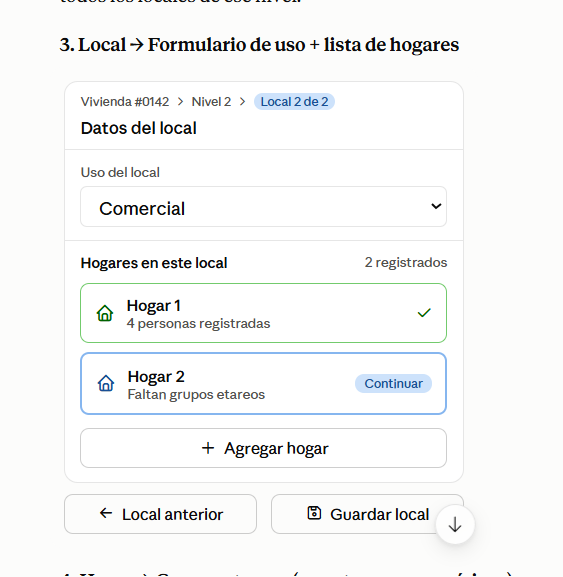 3. Local → Formulario de uso + lista de hogares
Vivienda #0142 > Nivel 2 > Local 2 de 2
Datos del local
Uso del local
Comercial
Hogares en este local 2 registrados
Hogar 1
4 personas registradas
Hogar 2
Faltan grupos etareos
Continuar
+ Agregar hogar
← Local anterior
Guardar local